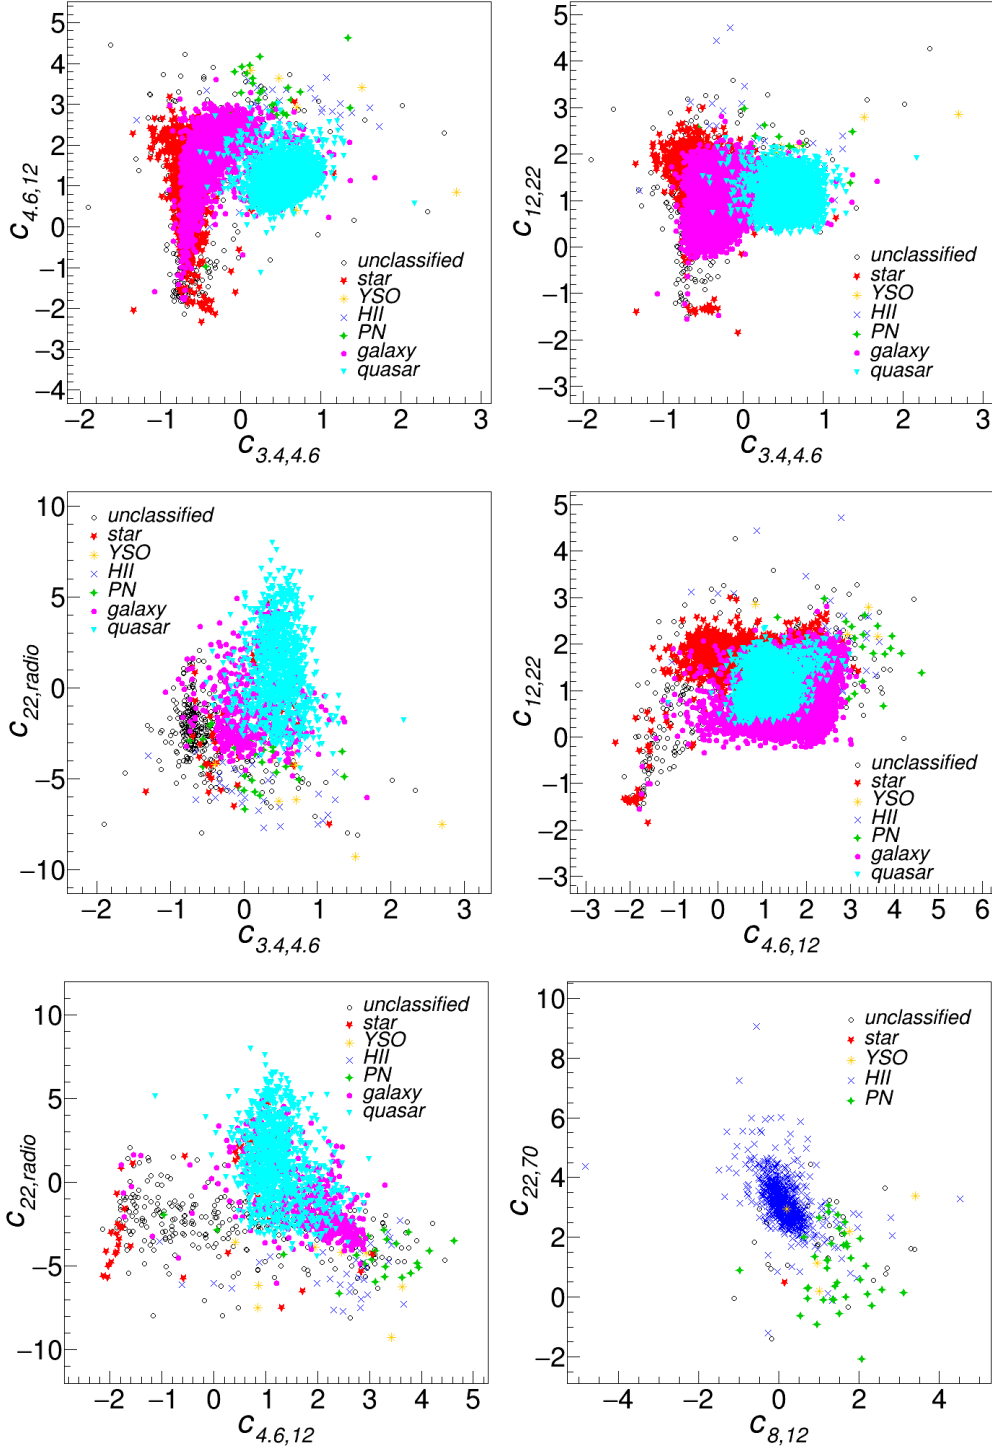 5
4
3
2
1
0
−1
−2
−3
−4
c4.6,12
unclassified
star
YSO
HII
PN
galaxy
quasar
−2 −1 0 1 2 3
c3.4,4.6
5
4
3
2
1
0
−1
−2
−3
c12,22
unclassified
star
YSO
HII
PN
galaxy
quasar
−2 −1 0 1 2 3
c3.4,4.6
10
5
0
−5
−10
c22,radio
unclassified
star
YSO
HII
PN
galaxy
quasar
−2 −1 0 1 2 3
c3.4,4.6
5
4
3
2
1
0
−1
−2
−3
c12,22
unclassified
star
YSO
HII
PN
galaxy
quasar
−3 −2 −1 0 1 2 3 4 5 6
c4.6,12
10
5
0
−5
−10
c22,radio
unclassified
star
YSO
HII
PN
galaxy
quasar
−2 −1 0 1 2 3 4 5
c4.6,12
10
8
6
4
2
0
−2
c22,70
unclassified
star
YSO
HII
PN
−4 −2 0 2 4
c8,12